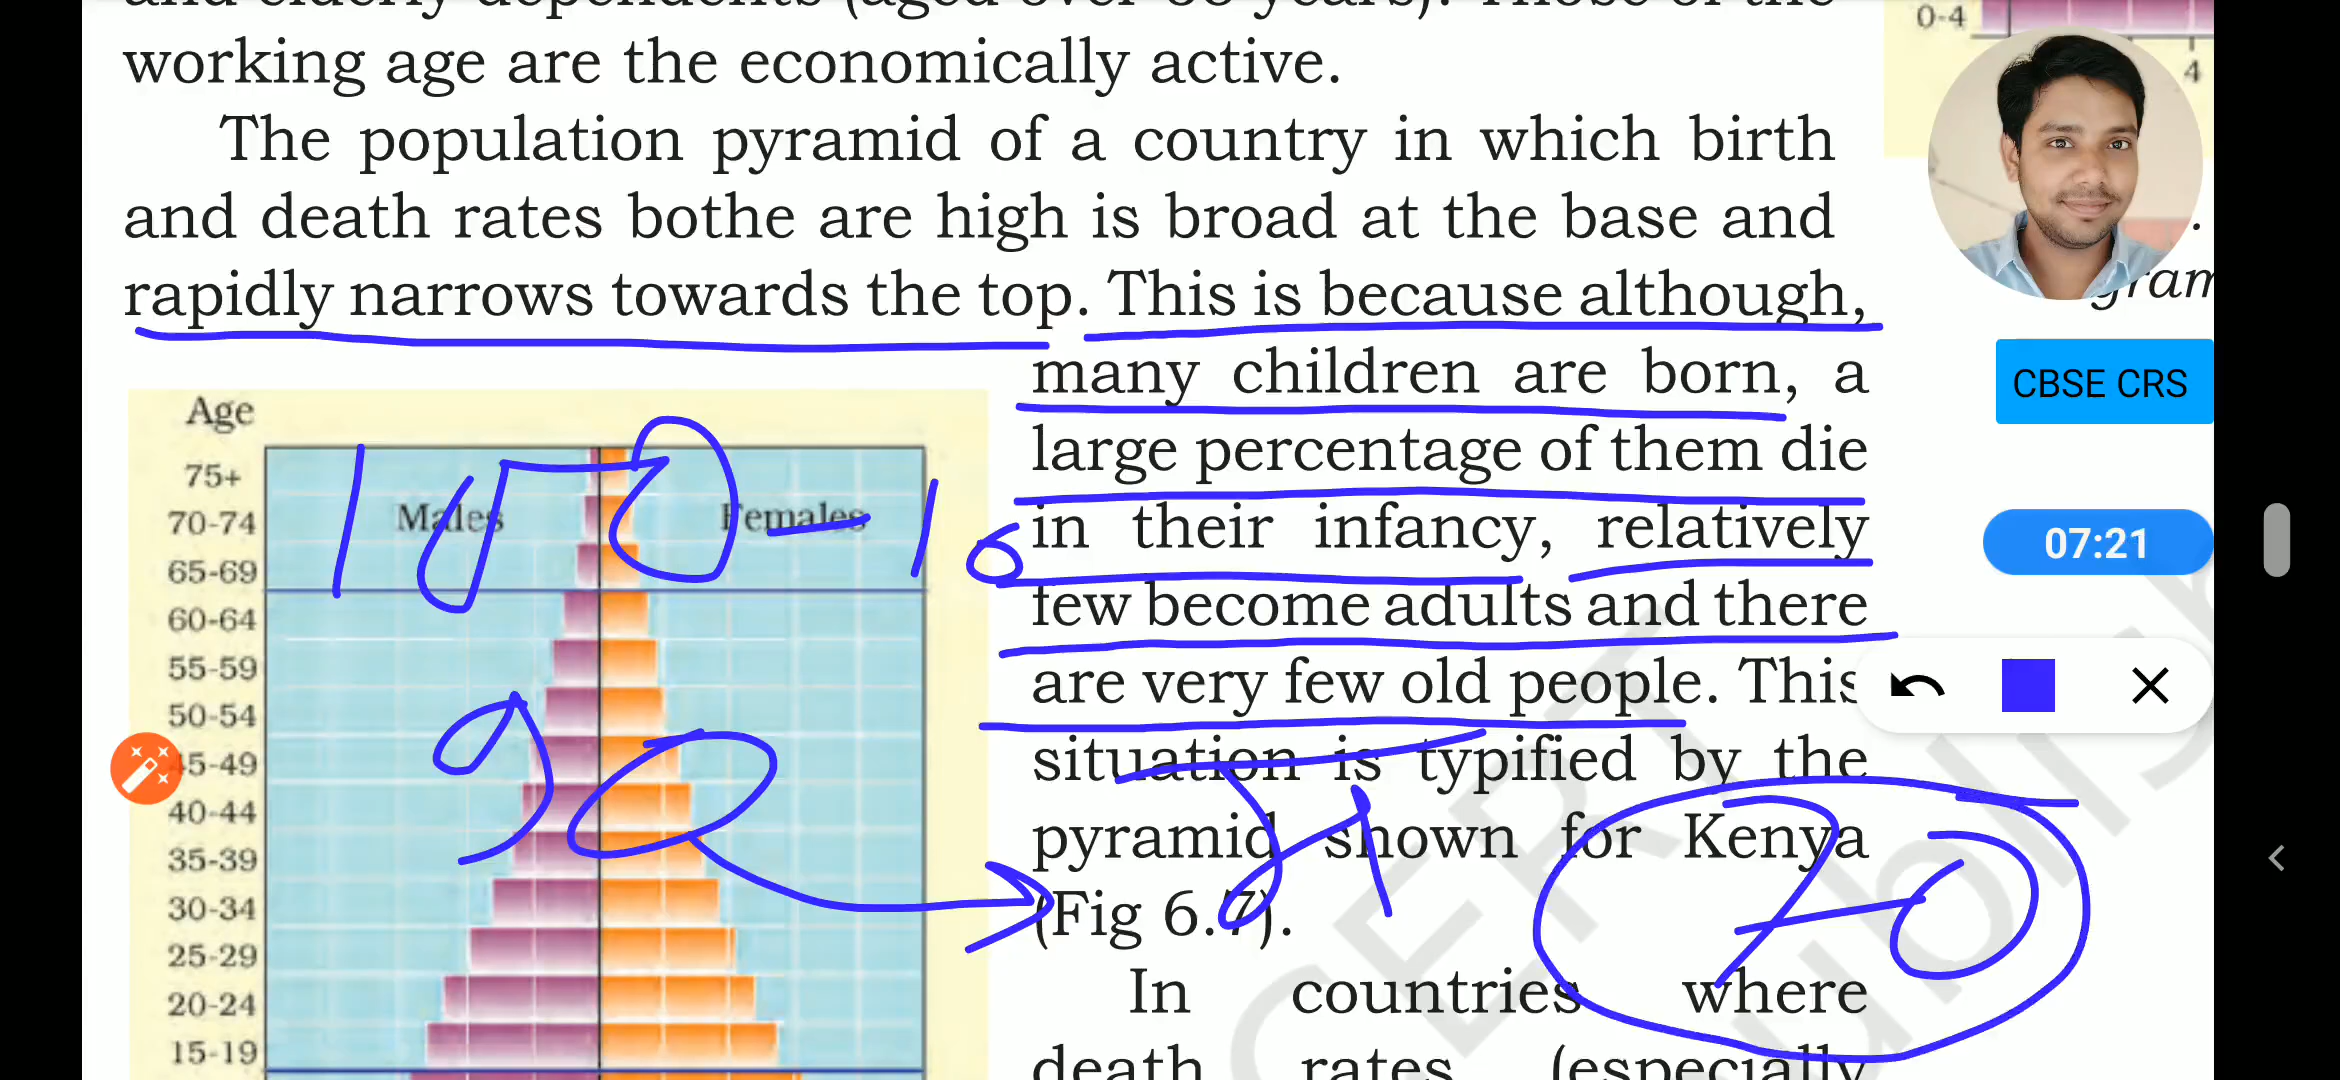 working age are the economically active.
The population pyramid of a country in which birth
and death rates bothe are high is broad at the base and
rapidly narrows towards the top. This is because although,
many children are born, a
large percentage of them die
in their infancy, relatively
few become adults and there
are very few old people. This
situation is typified by the
pyramid shown for Kenya
(Fig 6.7).
In countries where
death rates (especially
Age
75+
70-74
65-69
60-64
55-59
50-54
45-49
40-44
35-39
30-34
25-29
20-24
15-19
Males
Females
0-4
4
CBSE CRS
07:21